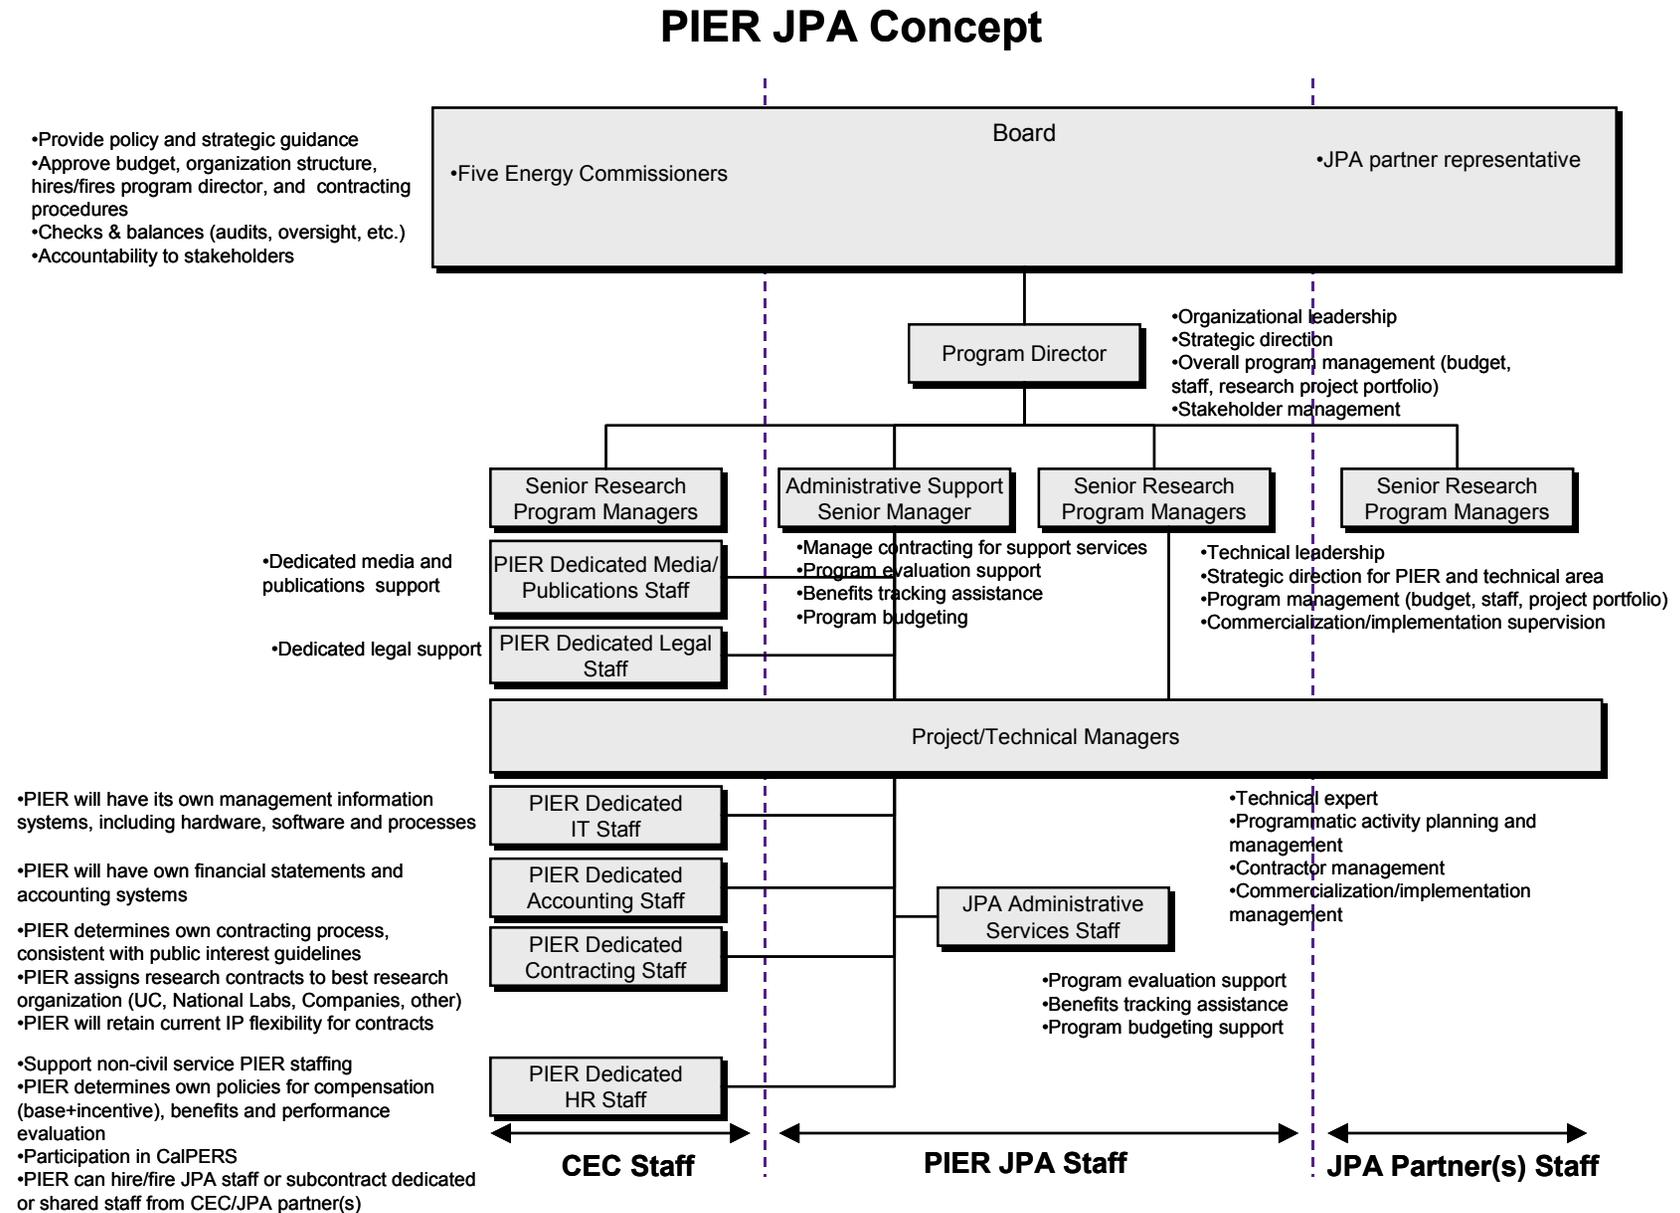 PIER JPA Concept
•Provide policy and strategic guidance
•Approve budget, organization structure,
hires/fires program director, and contracting
procedures
•Checks & balances (audits, oversight, etc.)
•Accountability to stakeholders
Board
•Five Energy Commissioners
•JPA partner representative
Program Director
•Organizational leadership
•Strategic direction
•Overall program management (budget,
staff, research project portfolio)
•Stakeholder management
Senior Research
Program Managers
Administrative Support
Senior Manager
Senior Research
Program Managers
Senior Research
Program Managers
•Dedicated media and
publications support
PIER Dedicated Media/
Publications Staff
•Manage contracting for support services
•Program evaluation support
•Benefits tracking assistance
•Program budgeting
•Technical leadership
•Strategic direction for PIER and technical area
•Program management (budget, staff, project portfolio)
•Commercialization/implementation supervision
•Dedicated legal support
PIER Dedicated Legal
Staff
Project/Technical Managers
•PIER will have its own management information
systems, including hardware, software and processes
PIER Dedicated
IT Staff
•Technical expert
•Programmatic activity planning and
management
•Contractor management
•Commercialization/implementation
management
•PIER will have own financial statements and
accounting systems
PIER Dedicated
Accounting Staff
JPA Administrative
Services Staff
•PIER determines own contracting process,
consistent with public interest guidelines
•PIER assigns research contracts to best research
organization (UC, National Labs, Companies, other)
•PIER will retain current IP flexibility for contracts
PIER Dedicated
Contracting Staff
•Program evaluation support
•Benefits tracking assistance
•Program budgeting support
•Support non-civil service PIER staffing
•PIER determines own policies for compensation
(base+incentive), benefits and performance
evaluation
•Participation in CalPERS
•PIER can hire/fire JPA staff or subcontract dedicated
or shared staff from CEC/JPA partner(s)
PIER Dedicated
HR Staff
CEC Staff
PIER JPA Staff
JPA Partner(s) Staff